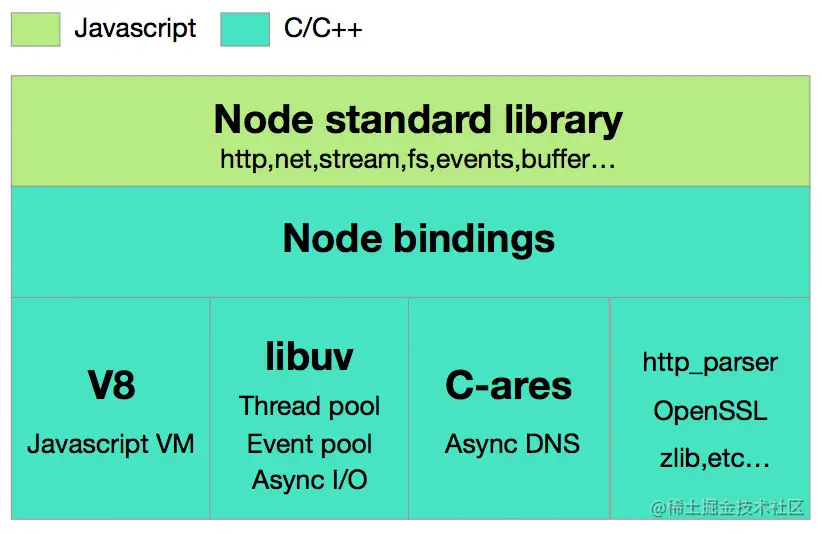 Javascript
C/C++
Node standard library
http,net,stream,fs,events,buffer…
Node bindings
V8
Javascript VM
libuv
Thread pool
Event pool
Async I/O
C-ares
Async DNS
http_parser
OpenSSL
zlib,etc…
@稀土掘金技术社区